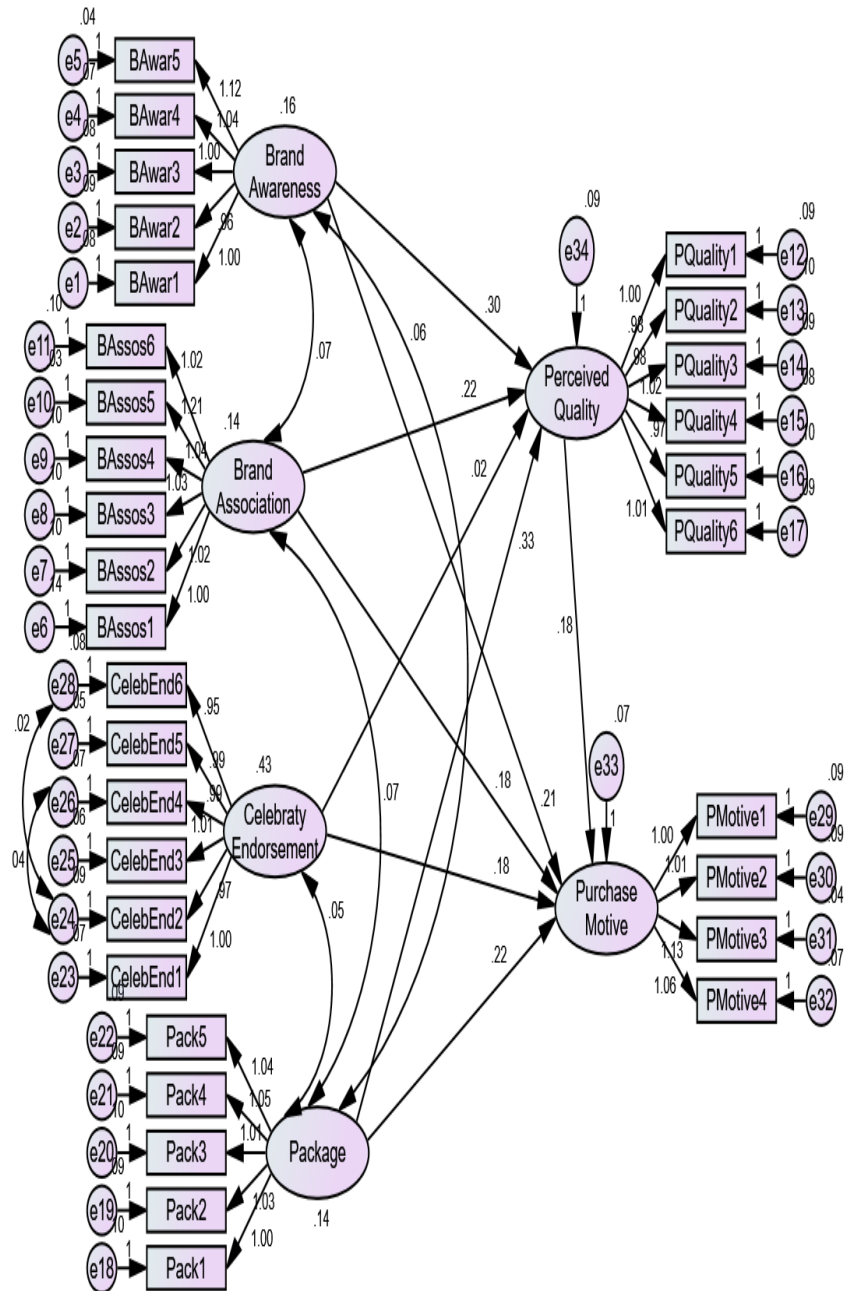 .04
e5
1
BAwar5
.07
e4
1
BAwar4
.08
e3
1
BAwar3
.09
e2
1
BAwar2
.08
e1
1
BAwar1
1.12
1.04
1.00
.96
1.00
.16
Brand
Awareness
.10
e11
1
BAssos6
.03
e10
1
BAssos5
.10
e9
1
BAssos4
.10
e8
1
BAssos3
.10
e7
1
BAssos2
.14
e6
1
BAssos1
1.02
1.21
1.04
1.03
1.02
1.00
.14
Brand
Association
.08
e28
1
CelebEnd6
.05
e27
1
CelebEnd5
.07
e26
1
CelebEnd4
.06
e25
1
CelebEnd3
.09
e24
1
CelebEnd2
.07
e23
1
CelebEnd1
.02
.04
.95
.99
.99
1.01
.97
1.00
.43
Celebraty
Endorsement
.09
e22
1
Pack5
.09
e21
1
Pack4
.10
e20
1
Pack3
.09
e19
1
Pack2
.10
e18
1
Pack1
1.04
1.05
1.01
1.03
1.00
Package
.14
.07
.06
.07
.05
.30
.22
.02
.33
.18
.21
.18
.18
.22
.09
e34
1
Perceived
Quality
1.00
.98
.98
1.02
.97
1.01
PQuality1
1
e12
.09
PQuality2
1
e13
.10
PQuality3
1
e14
.09
PQuality4
1
e15
.08
PQuality5
1
e16
.10
PQuality6
1
e17
.09
.07
e33
1
Purchase
Motive
1.00
1.01
1.13
1.06
PMotive1
1
e29
.09
PMotive2
1
e30
.09
PMotive3
1
e31
.04
PMotive4
1
e32
.07